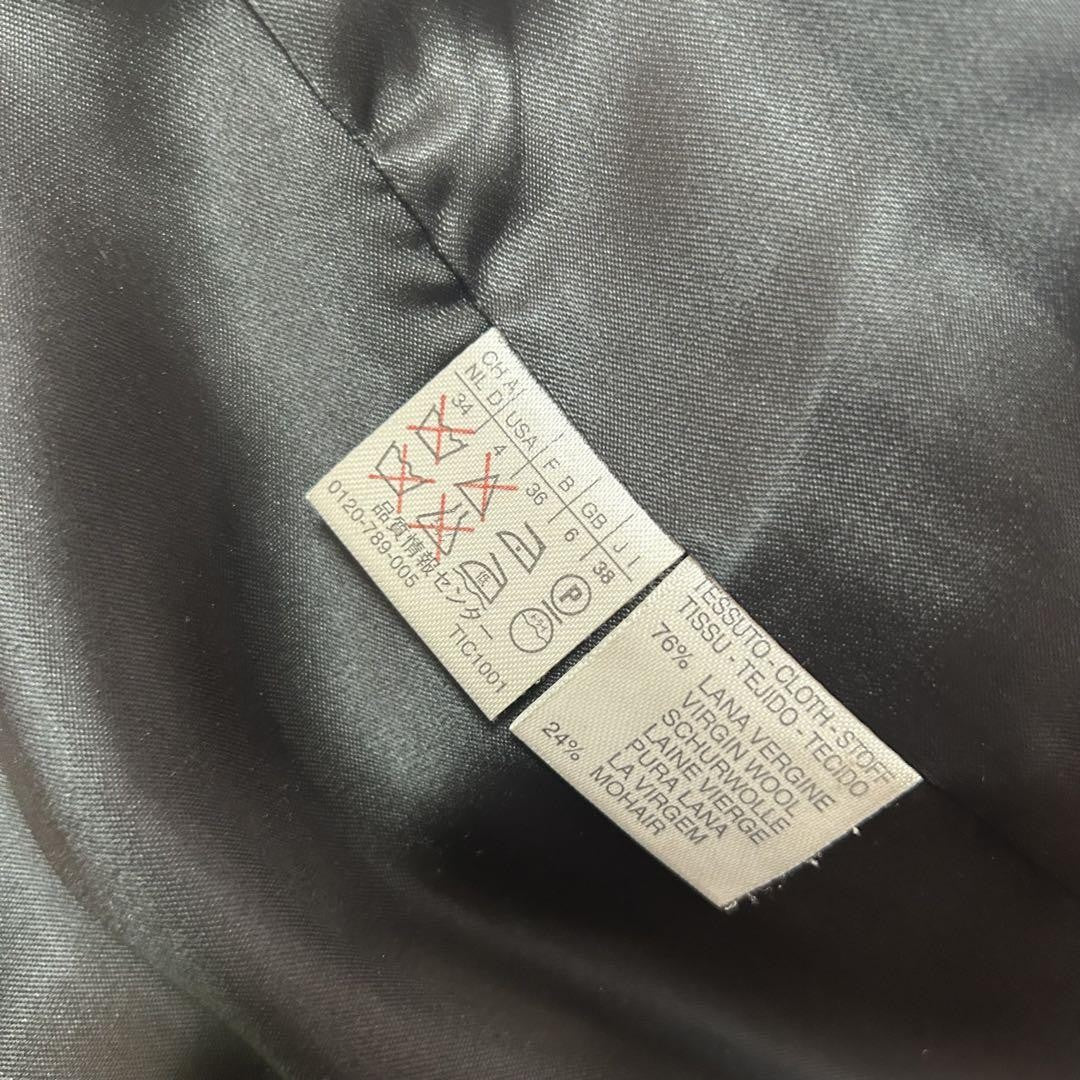 CH A
NL D
34
USA
4
F B
36
GB
6
J I
38
低
P
品質情報センター
0120-789-005
TIC1001
TESSUTO - CLOTH - STOFF
TISSU - TEJIDO - TECIDO
76% LANA VERGINE
VIRGIN WOOL
SCHURWOLLE
LAINE VIERGE
PURA LANA
LA VIRGEM
24% MOHAIR